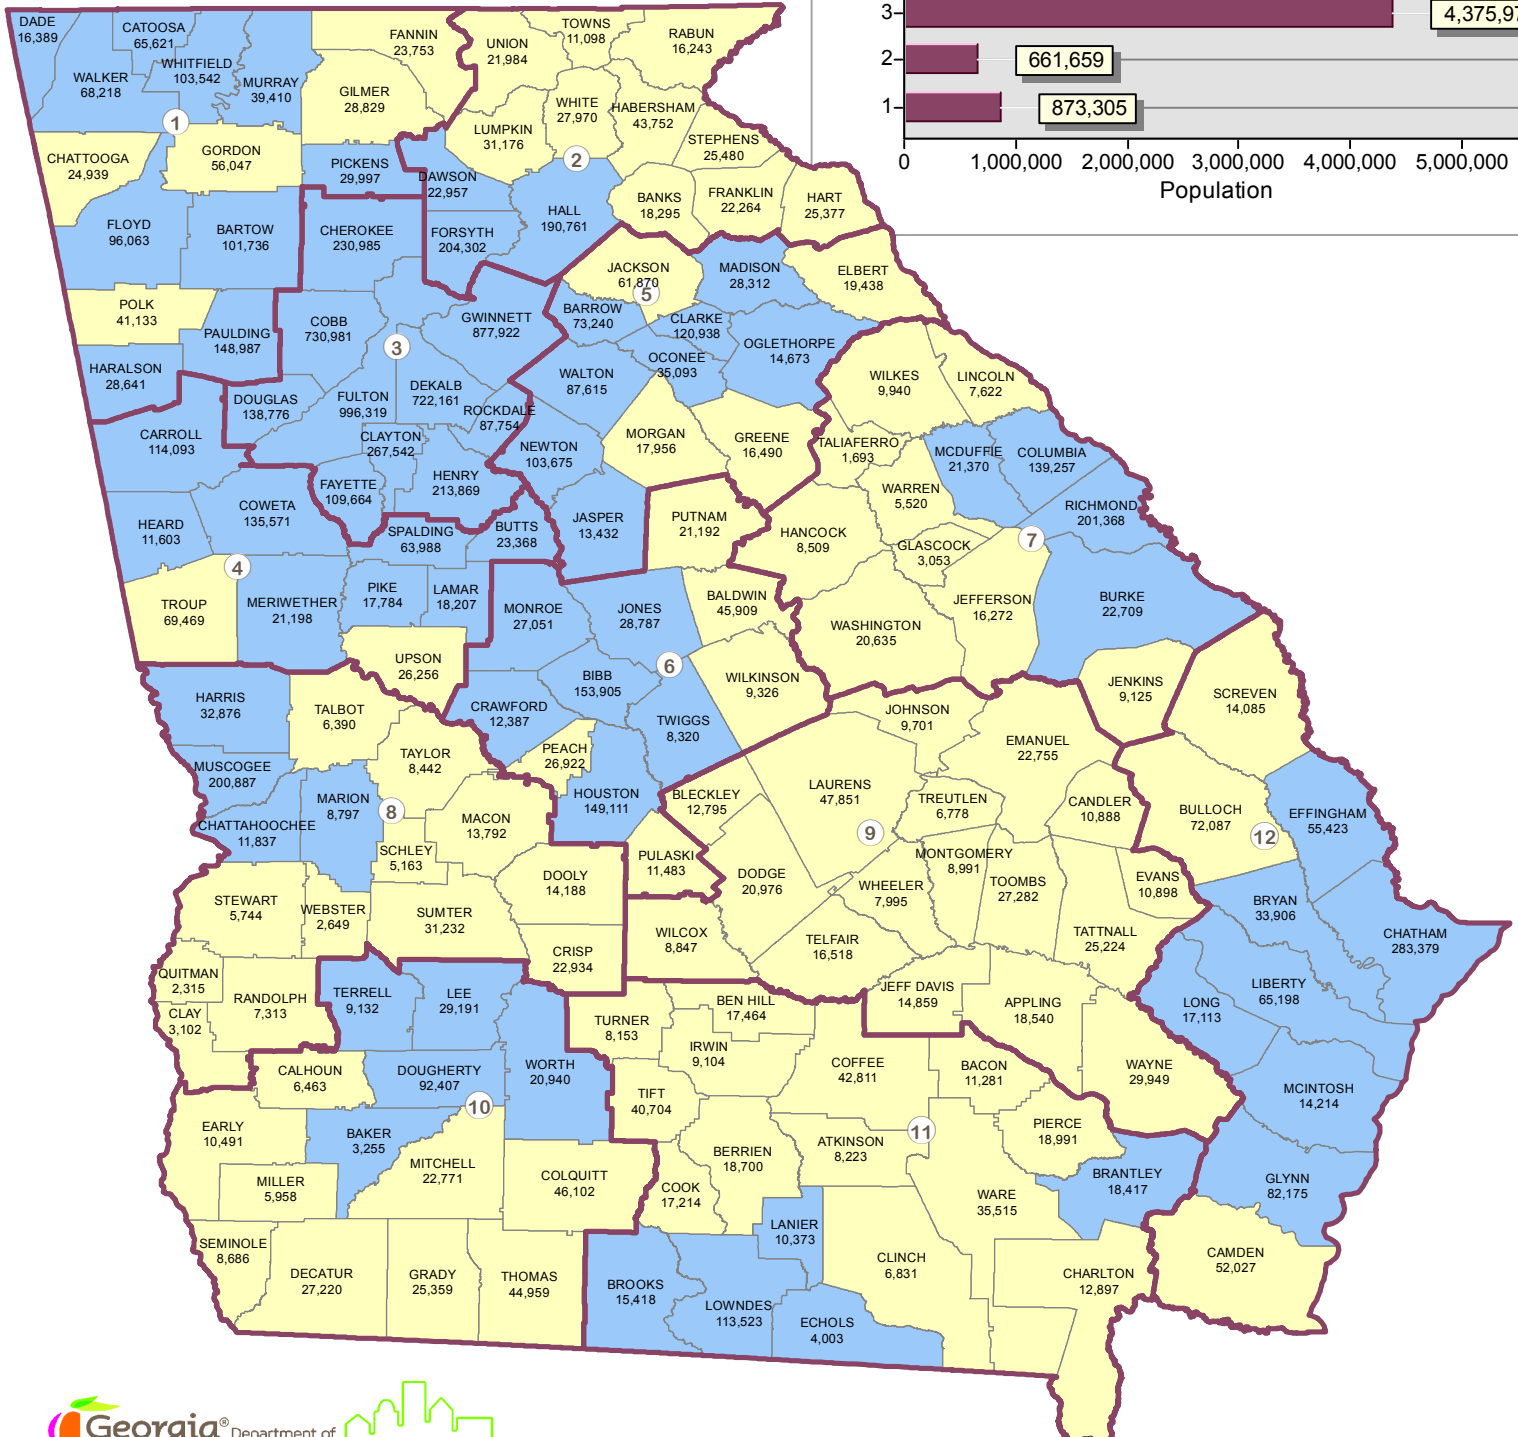 3
4,375,97
2
661,659
1
873,305
0
1,000,000
2,000,000
3,000,000
4,000,000
5,000,000
Population
DADE
16,389
CATOOSA
65,621
WHITFIELD
103,542
WALKER
68,218
MURRAY
39,410
FANNIN
23,753
GILMER
28,829
UNION
21,984
TOWNS
11,098
RABUN
16,243
WHITE
27,970
HABERSHAM
43,752
LUMPKIN
31,176
STEPHENS
25,480
1
2
CHATTOOGA
24,939
GORDON
56,047
PICKENS
29,997
DAWSON
22,957
BANKS
18,295
FRANKLIN
22,264
HART
25,377
FLOYD
96,063
BARTOW
101,736
CHEROKEE
230,985
FORSYTH
204,302
HALL
190,761
JACKSON
61,870
5
MADISON
28,312
ELBERT
19,438
POLK
41,133
PAULDING
148,987
COBB
730,981
3
GWINNETT
877,922
BARROW
73,240
CLARKE
120,938
OCONEE
35,093
OGLETHORPE
14,673
HARALSON
28,641
DOUGLAS
138,776
FULTON
996,319
DEKALB
722,161
ROCKDALE
87,754
WALTON
87,615
WILKES
9,940
LINCOLN
7,622
CARROLL
114,093
CLAYTON
267,542
NEWTON
103,675
MORGAN
17,956
GREENE
16,490
TALIAFERRO
1,693
MCDUFFIE
21,370
COLUMBIA
139,257
FAYETTE
109,664
HENRY
213,869
WARREN
5,520
RICHMOND
201,368
HEARD
11,603
COWETA
135,571
SPALDING
63,988
BUTTS
23,368
JASPER
13,432
PUTNAM
21,192
HANCOCK
8,509
GLASCOCK
3,053
7
4
TROUP
69,469
MERIWETHER
21,198
PIKE
17,784
LAMAR
18,207
MONROE
27,051
JONES
28,787
BALDWIN
45,909
WASHINGTON
20,635
JEFFERSON
16,272
BURKE
22,709
UPSON
26,256
BIBB
153,905
6
WILKINSON
9,326
JENKINS
9,125
SCREVEN
14,085
HARRIS
32,876
TALBOT
6,390
CRAWFORD
12,387
TWIGGS
8,320
JOHNSON
9,701
EMANUEL
22,755
TAYLOR
8,442
PEACH
26,922
MUSCOGEE
200,887
MARION
8,797
8
MACON
13,792
HOUSTON
149,111
BLECKLEY
12,795
LAURENS
47,851
TREUTLEN
6,778
CANDLER
10,888
BULLOCH
72,087
12
EFFINGHAM
55,423
CHATTAHOOCHEE
11,837
SCHLEY
5,163
PULASKI
11,483
9
MONTGOMERY
8,991
DODGE
20,976
WHEELER
7,995
TOOMBS
27,282
EVANS
10,898
DOOLY
14,188
STEWART
5,744
WEBSTER
2,649
SUMTER
31,232
BRYAN
33,906
CHATHAM
283,379
CRISP
22,934
WILCOX
8,847
TELFAIR
16,518
TATTNALL
25,224
QUITMAN
2,315
RANDOLPH
7,313
TERRELL
9,132
LEE
29,191
LIBERTY
65,198
LONG
17,113
CLAY
3,102
TURNER
8,153
BEN HILL
17,464
JEFF DAVIS
14,859
APPLING
18,540
IRWIN
9,104
CALHOUN
6,463
DOUGHERTY
92,407
WORTH
20,940
COFFEE
42,811
BACON
11,281
WAYNE
29,949
MCINTOSH
14,214
10
TIFT
40,704
11
EARLY
10,491
BAKER
3,255
PIERCE
18,991
MITCHELL
22,771
BERRIEN
18,700
ATKINSON
8,223
MILLER
5,958
COLQUITT
46,102
COOK
17,214
WARE
35,515
BRANTLEY
18,417
GLYNN
82,175
LANIER
10,373
SEMINOLE
8,686
DECATUR
27,220
GRADY
25,359
THOMAS
44,959
BROOKS
15,418
LOWNDES
113,523
ECHOLS
4,003
CLINCH
6,831
CHARLTON
12,897
CAMDEN
52,027
Georgia® Department of